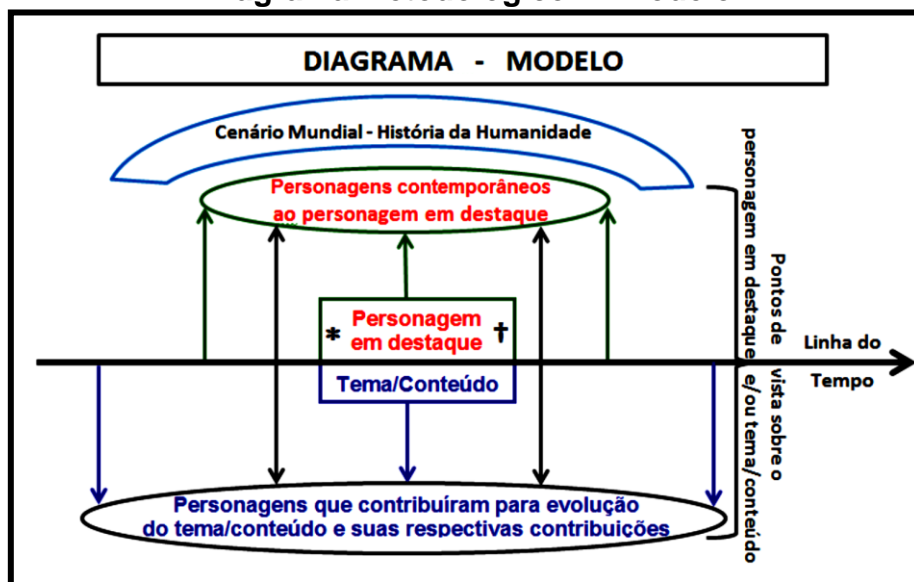 DIAGRAMA - MODELO
Cenário Mundial - História da Humanidade
Personagens contemporâneos
ao personagem em destaque
* Personagem †
em destaque
Tema/Conteúdo
Linha do
Tempo
Personagens que contribuíram para evolução
do tema/conteúdo e suas respectivas contribuições
Pontos de vista sobre o
personagem em destaque e/ou tema/conteúdo